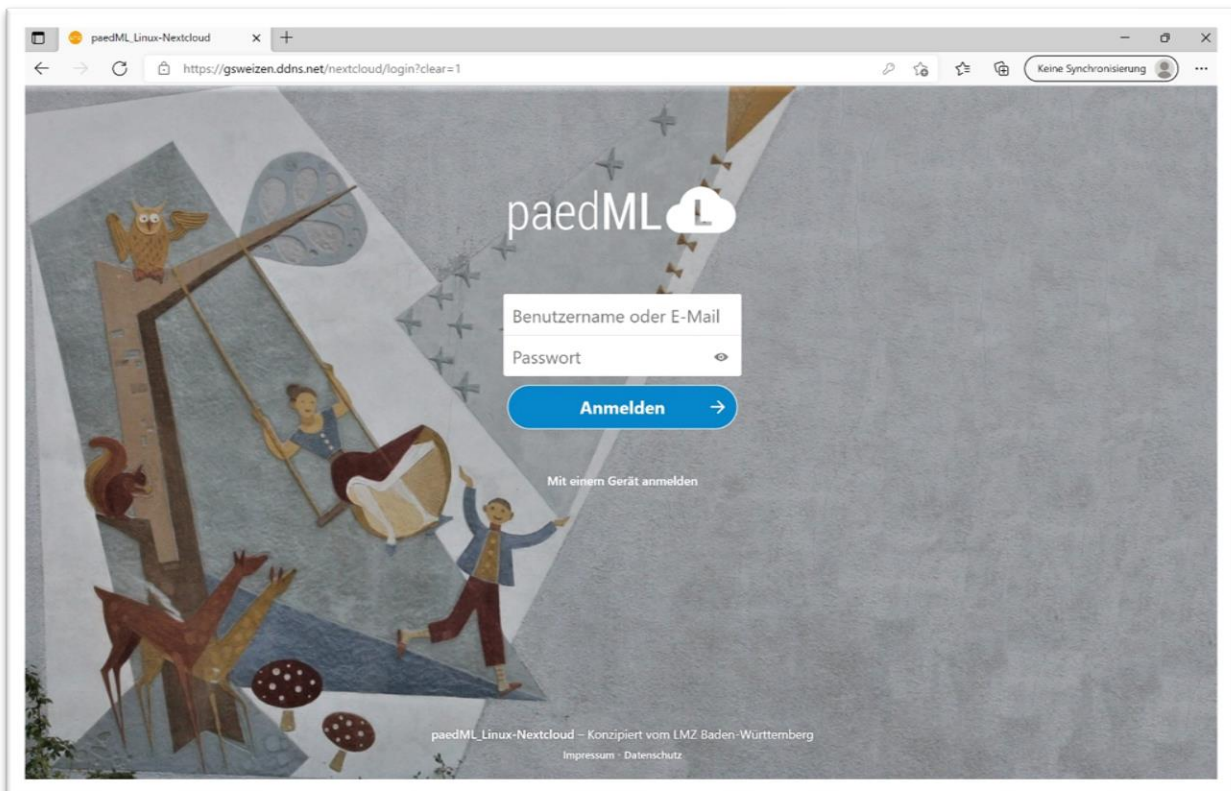 paedML_Linux-Nextcloud
https://gsweizen.ddns.net/nextcloud/login?clear=1
Keine Synchronisierung
paedML L
Benutzername oder E-Mail
Passwort
Anmelden
Mit einem Gerät anmelden
paedML_Linux-Nextcloud – Konzipiert vom LMZ Baden-Württemberg
Impressum · Datenschutz